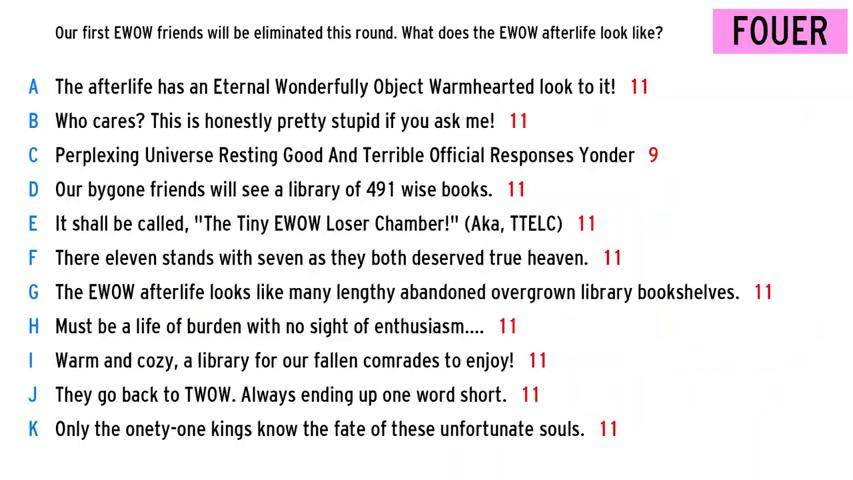 Our first EWOW friends will be eliminated this round. What does the EWOW afterlife look like?
FOUER
A The afterlife has an Eternal Wonderfully Object Warmhearted look to it! 11
B Who cares? This is honestly pretty stupid if you ask me! 11
C Perplexing Universe Resting Good And Terrible Official Responses Yonder 9
D Our bygone friends will see a library of 491 wise books. 11
E It shall be called, "The Tiny EWOW Loser Chamber!" (Aka, TTELC) 11
F There eleven stands with seven as they both deserved true heaven. 11
G The EWOW afterlife looks like many lengthy abandoned overgrown library bookshelves. 11
H Must be a life of burden with no sight of enthusiasm.... 11
I Warm and cozy, a library for our fallen comrades to enjoy! 11
J They go back to TWOW. Always ending up one word short. 11
K Only the onety-one kings know the fate of these unfortunate souls. 11